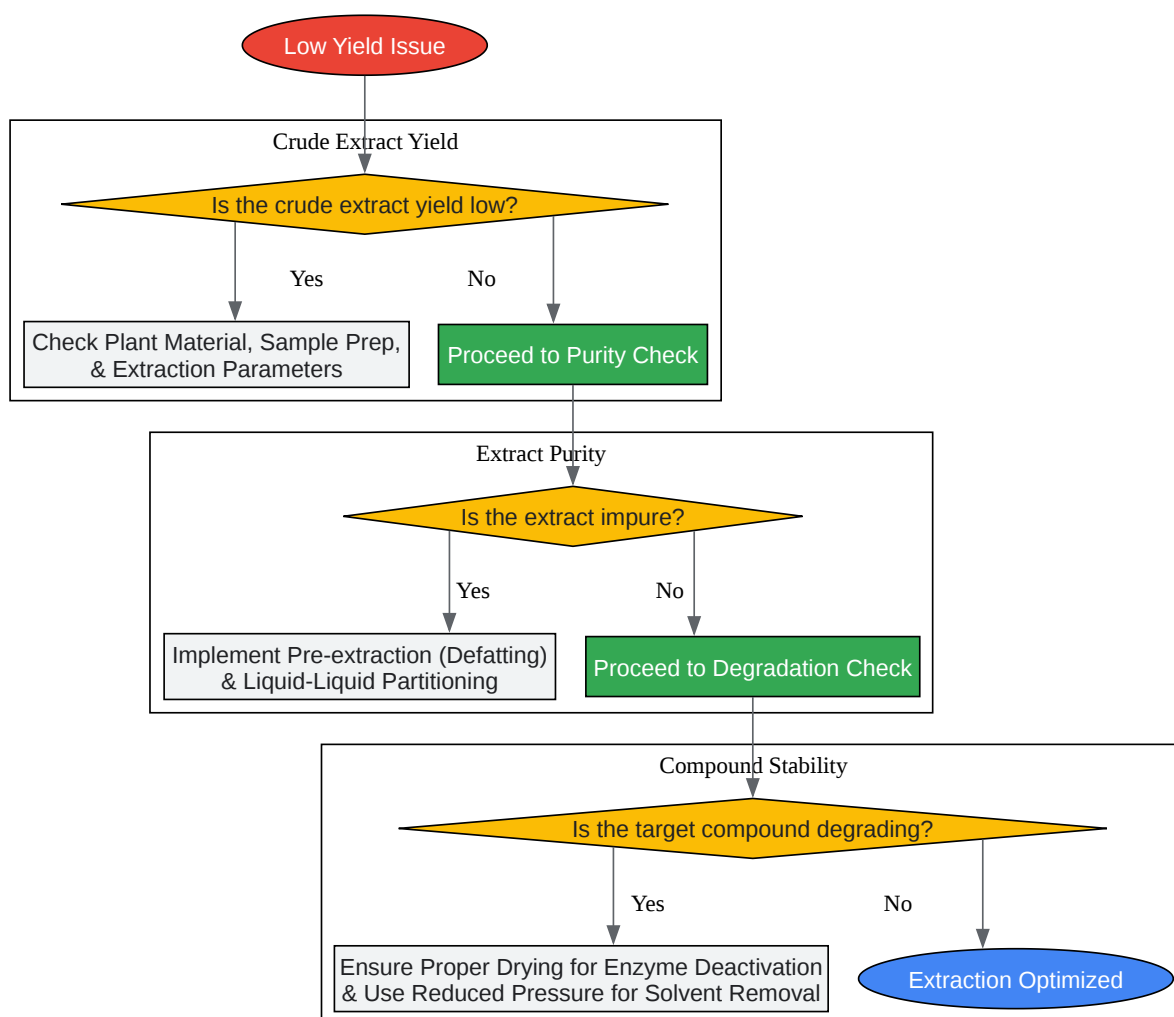 Low Yield Issue
Crude Extract Yield
Is the crude extract yield low?
Yes
No
Check Plant Material, Sample Prep,
& Extraction Parameters
Proceed to Purity Check
Extract Purity
Is the extract impure?
Yes
No
Implement Pre-extraction (Defatting)
& Liquid-Liquid Partitioning
Proceed to Degradation Check
Compound Stability
Is the target compound degrading?
Yes
No
Ensure Proper Drying for Enzyme Deactivation
& Use Reduced Pressure for Solvent Removal
Extraction Optimized